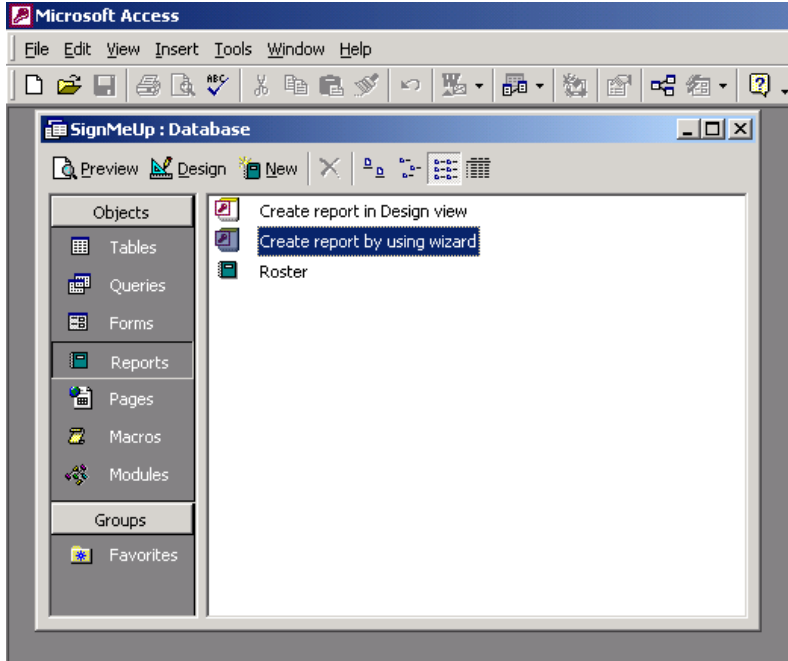 Microsoft Access
File Edit View Insert Tools Window Help
ABC
SignMeUp : Database
Preview Design New
Objects
Tables
Queries
Forms
Reports
Pages
Macros
Modules
Groups
Favorites
Create report in Design view
Create report by using wizard
Roster